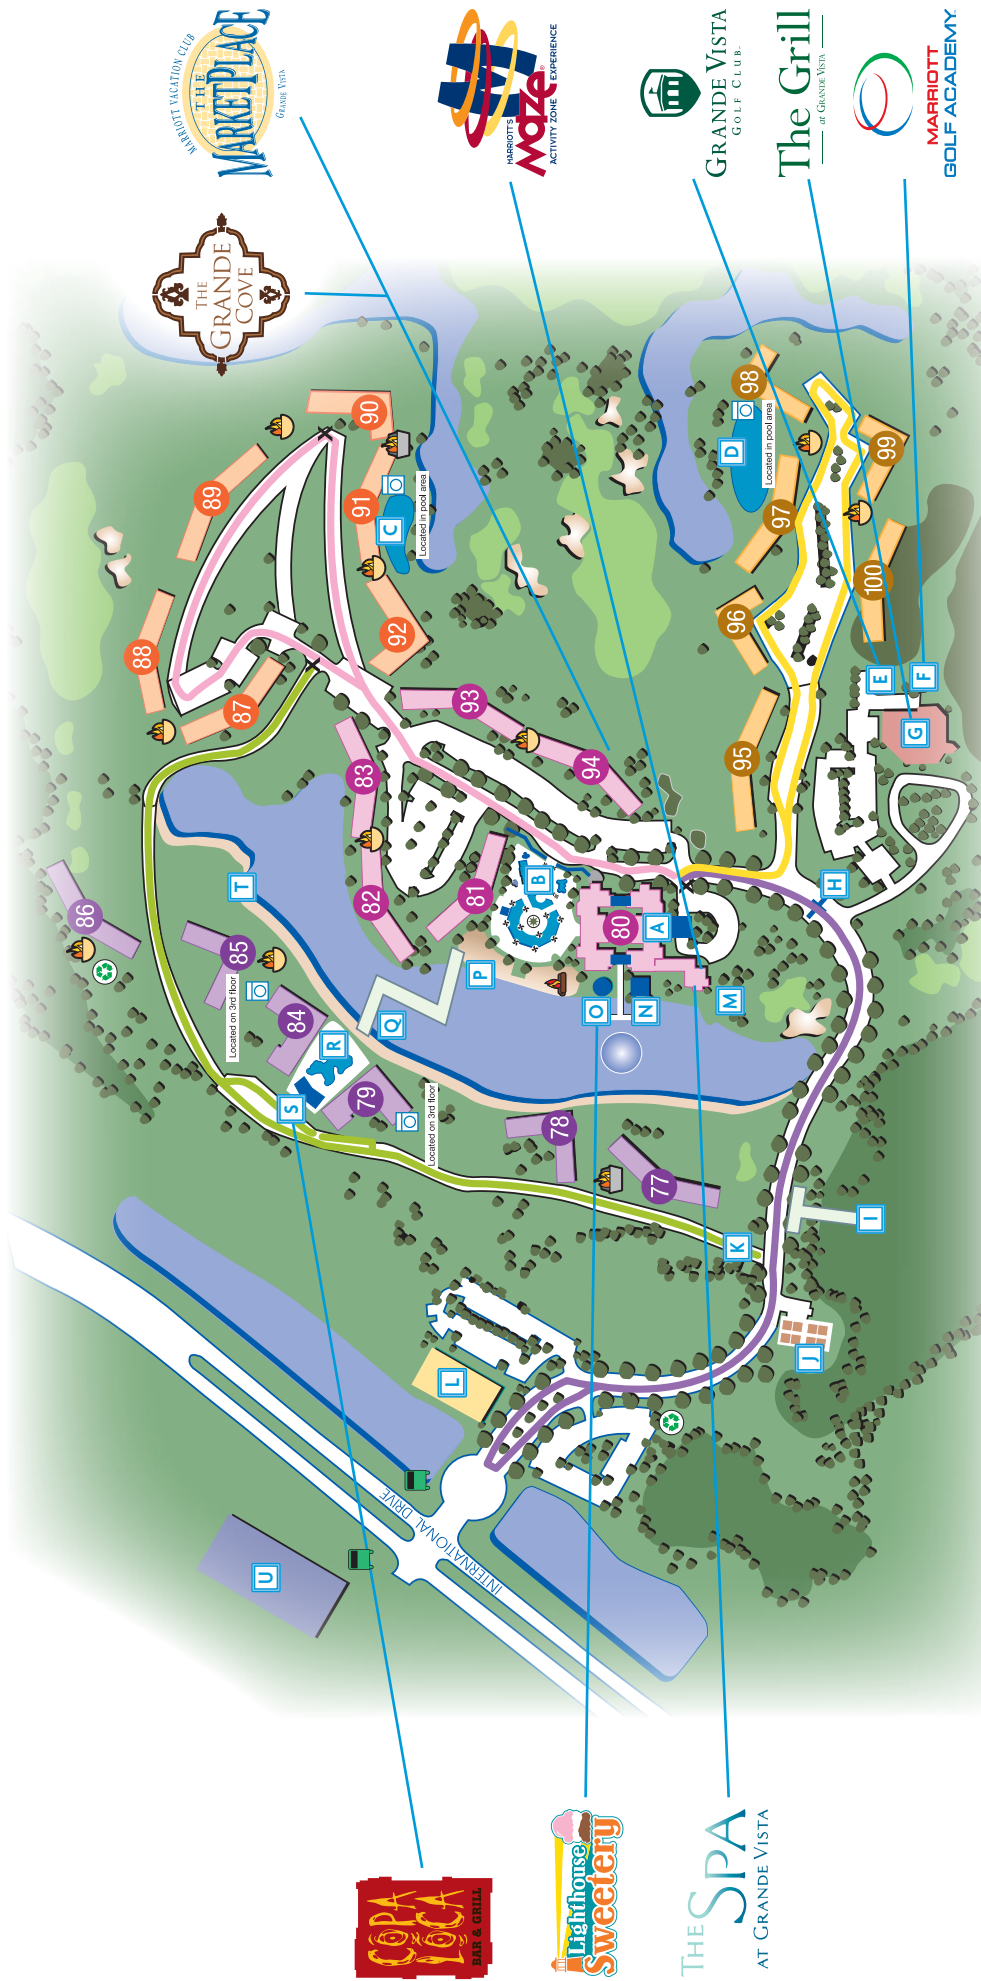 MARRIOTT VACATION CLUB
THE
MARKETPLACE
GRANDE VISTA
THE
GRANDE
COVE
MARRIOTT'S
Maze®
ACTIVITY ZONE EXPERIENCE
GRANDE VISTA
GOLF CLUB
The Grill
at GRANDE VISTA
MARRIOTT
GOLF ACADEMY
COPA
LOCA
BAR & GRILL
Lighthouse
Sweetery
THE SPA
AT GRANDE VISTA
INTERNATIONAL DRIVE
Located on 3rd floor
Located on 3rd floor
Located in pool area
Located in pool area
77
78
79
80
81
82
83
84
85
86
87
88
89
90
91
92
93
94
95
96
97
98
99
100
A
B
C
D
E
F
G
H
I
J
K
L
M
N
O
P
Q
R
S
T
U